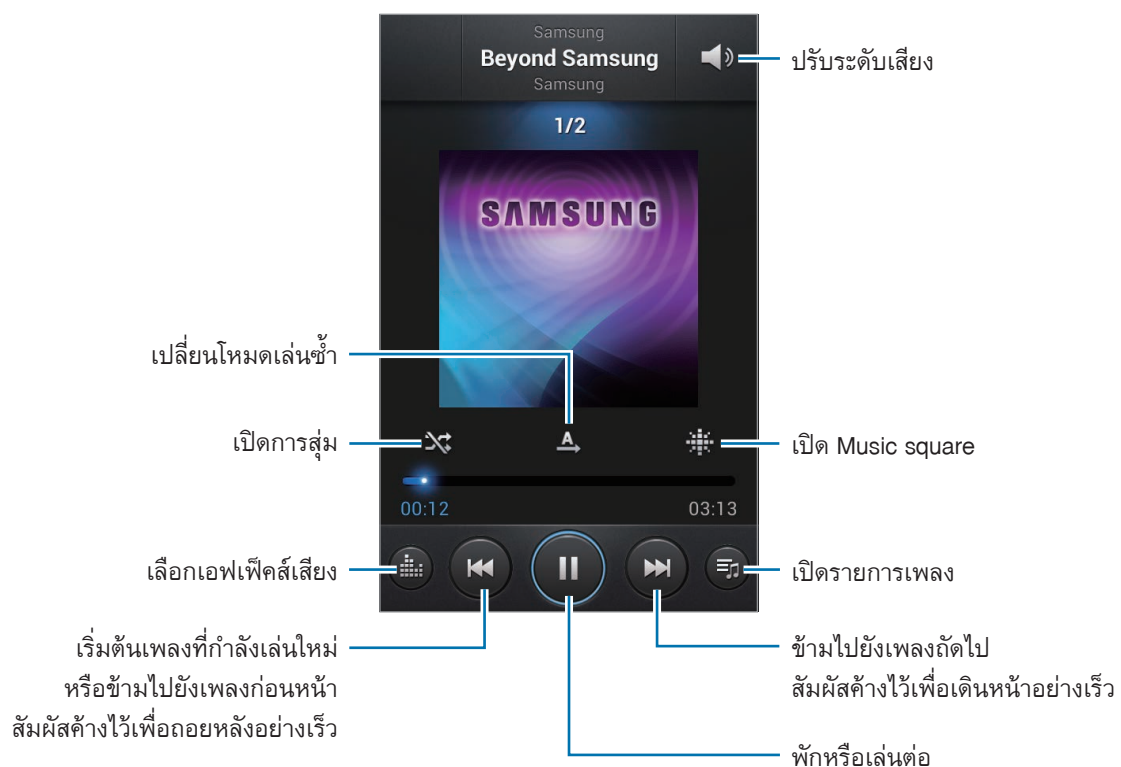 Samsung
Beyond Samsung
Samsung
ปรับระดับเสียง
1/2
SAMSUNG
เปลี่ยนโหมดเล่นซ้ำ
เปิดการสุ่ม
A
เปิด Music square
00:12
03:13
เลือกเอฟเฟ็คส์เสียง
เปิดรายการเพลง
เริ่มต้นเพลงที่กำลังเล่นใหม่
หรือข้ามไปยังเพลงก่อนหน้า
สัมผัสค้างไว้เพื่อถอยหลังอย่างเร็ว
ข้ามไปยังเพลงถัดไป
สัมผัสค้างไว้เพื่อเดินหน้าอย่างเร็ว
พักหรือเล่นต่อ